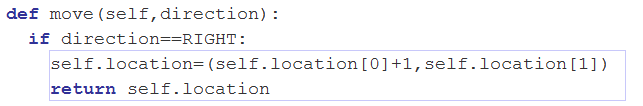 def move(self,direction):
  if direction==RIGHT:
    self.location=(self.location[0]+1,self.location[1])
    return self.location